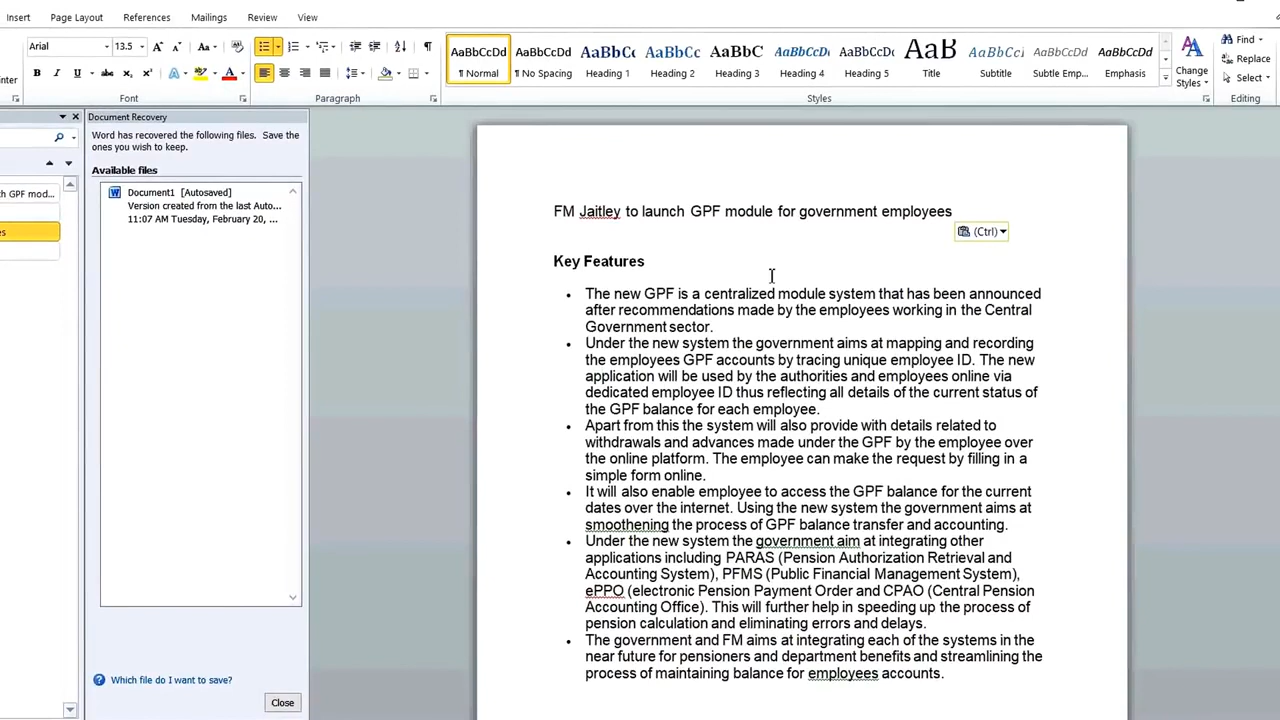 Insert Page Layout References Mailings Review View
Arial 13.5 Aa
AaBbCcDd AaBbCcDd AaBbCc AaBbCcDd AaBbC AaBbCcDd AaBbCcDd AaB AaBbCcDd AaBbCcDd AaBbCcDd
¶ Normal ¶ No Spacing Heading 1 Heading 2 Heading 3 Heading 4 Heading 5 Title Subtitle Subtle Emp... Emphasis
Change
Styles
Find
Replace
Select
B I U abc x₂ x² A A
Font Paragraph Styles Editing
Document Recovery
Word has recovered the following files. Save the
ones you wish to keep.
Available files
Document1 [Autosaved]
Version created from the last Auto...
11:07 AM Tuesday, February 20, ...
GPF mod...
Which file do I want to save?
Close
FM Jaitley to launch GPF module for government employees
(Ctrl)
Key Features
• The new GPF is a centralized module system that has been announced
after recommendations made by the employees working in the Central
Government sector.
• Under the new system the government aims at mapping and recording
the employees GPF accounts by tracing unique employee ID. The new
application will be used by the authorities and employees online via
dedicated employee ID thus reflecting all details of the current status of
the GPF balance for each employee.
• Apart from this the system will also provide with details related to
withdrawals and advances made under the GPF by the employee over
the online platform. The employee can make the request by filling in a
simple form online.
• It will also enable employee to access the GPF balance for the current
dates over the internet. Using the new system the government aims at
smoothening the process of GPF balance transfer and accounting.
• Under the new system the government aim at integrating other
applications including PARAS (Pension Authorization Retrieval and
Accounting System), PFMS (Public Financial Management System),
ePPO (electronic Pension Payment Order and CPAO (Central Pension
Accounting Office). This will further help in speeding up the process of
pension calculation and eliminating errors and delays.
• The government and FM aims at integrating each of the systems in the
near future for pensioners and department benefits and streamlining the
process of maintaining balance for employees accounts.